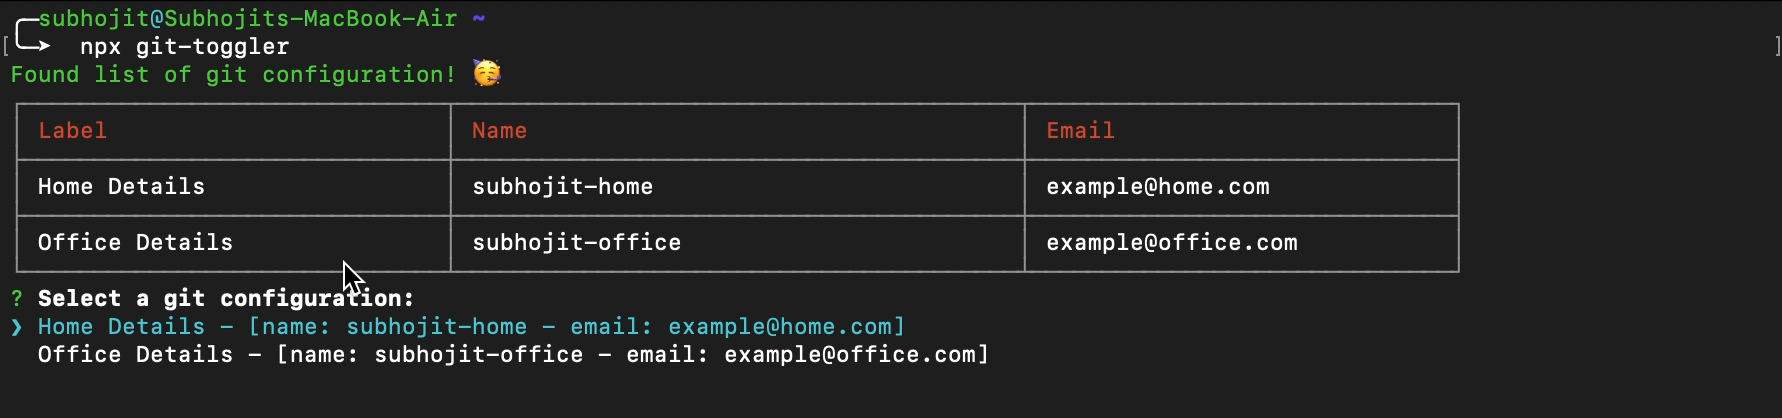 subhojit@Subhojits-MacBook-Air ~
[ ➤ npx git-toggler ]
Found list of git configuration! 🥳
Label Name Email
Home Details subhojit-home example@home.com
Office Details subhojit-office example@office.com
? Select a git configuration:
❯ Home Details - [name: subhojit-home - email: example@home.com]
Office Details - [name: subhojit-office - email: example@office.com]